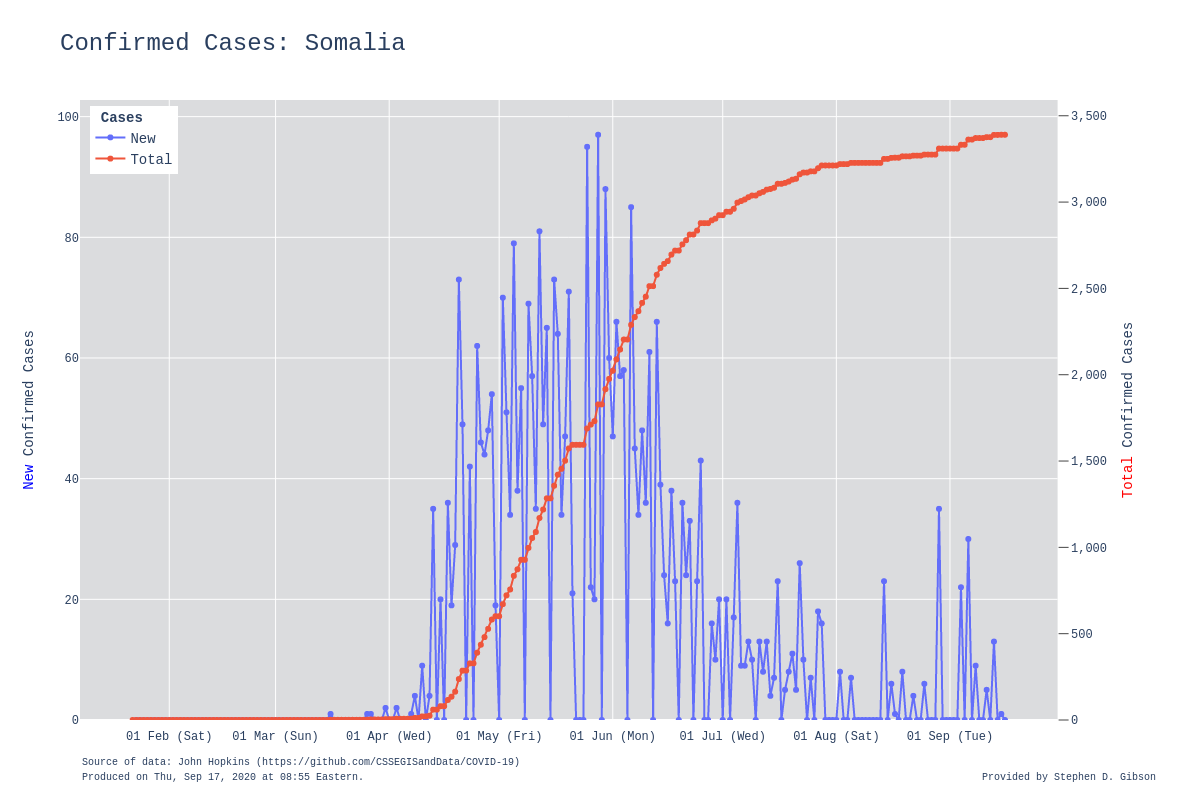 Confirmed Cases: Somalia
Cases
New
Total
100
80
60
40
20
0
3,500
3,000
2,500
2,000
1,500
1,000
500
0
New Confirmed Cases
Total Confirmed Cases
01 Feb (Sat) 01 Mar (Sun) 01 Apr (Wed) 01 May (Fri) 01 Jun (Mon) 01 Jul (Wed) 01 Aug (Sat) 01 Sep (Tue)
Source of data: John Hopkins (https://github.com/CSSEGISandData/COVID-19)
Produced on Thu, Sep 17, 2020 at 08:55 Eastern.
Provided by Stephen D. Gibson